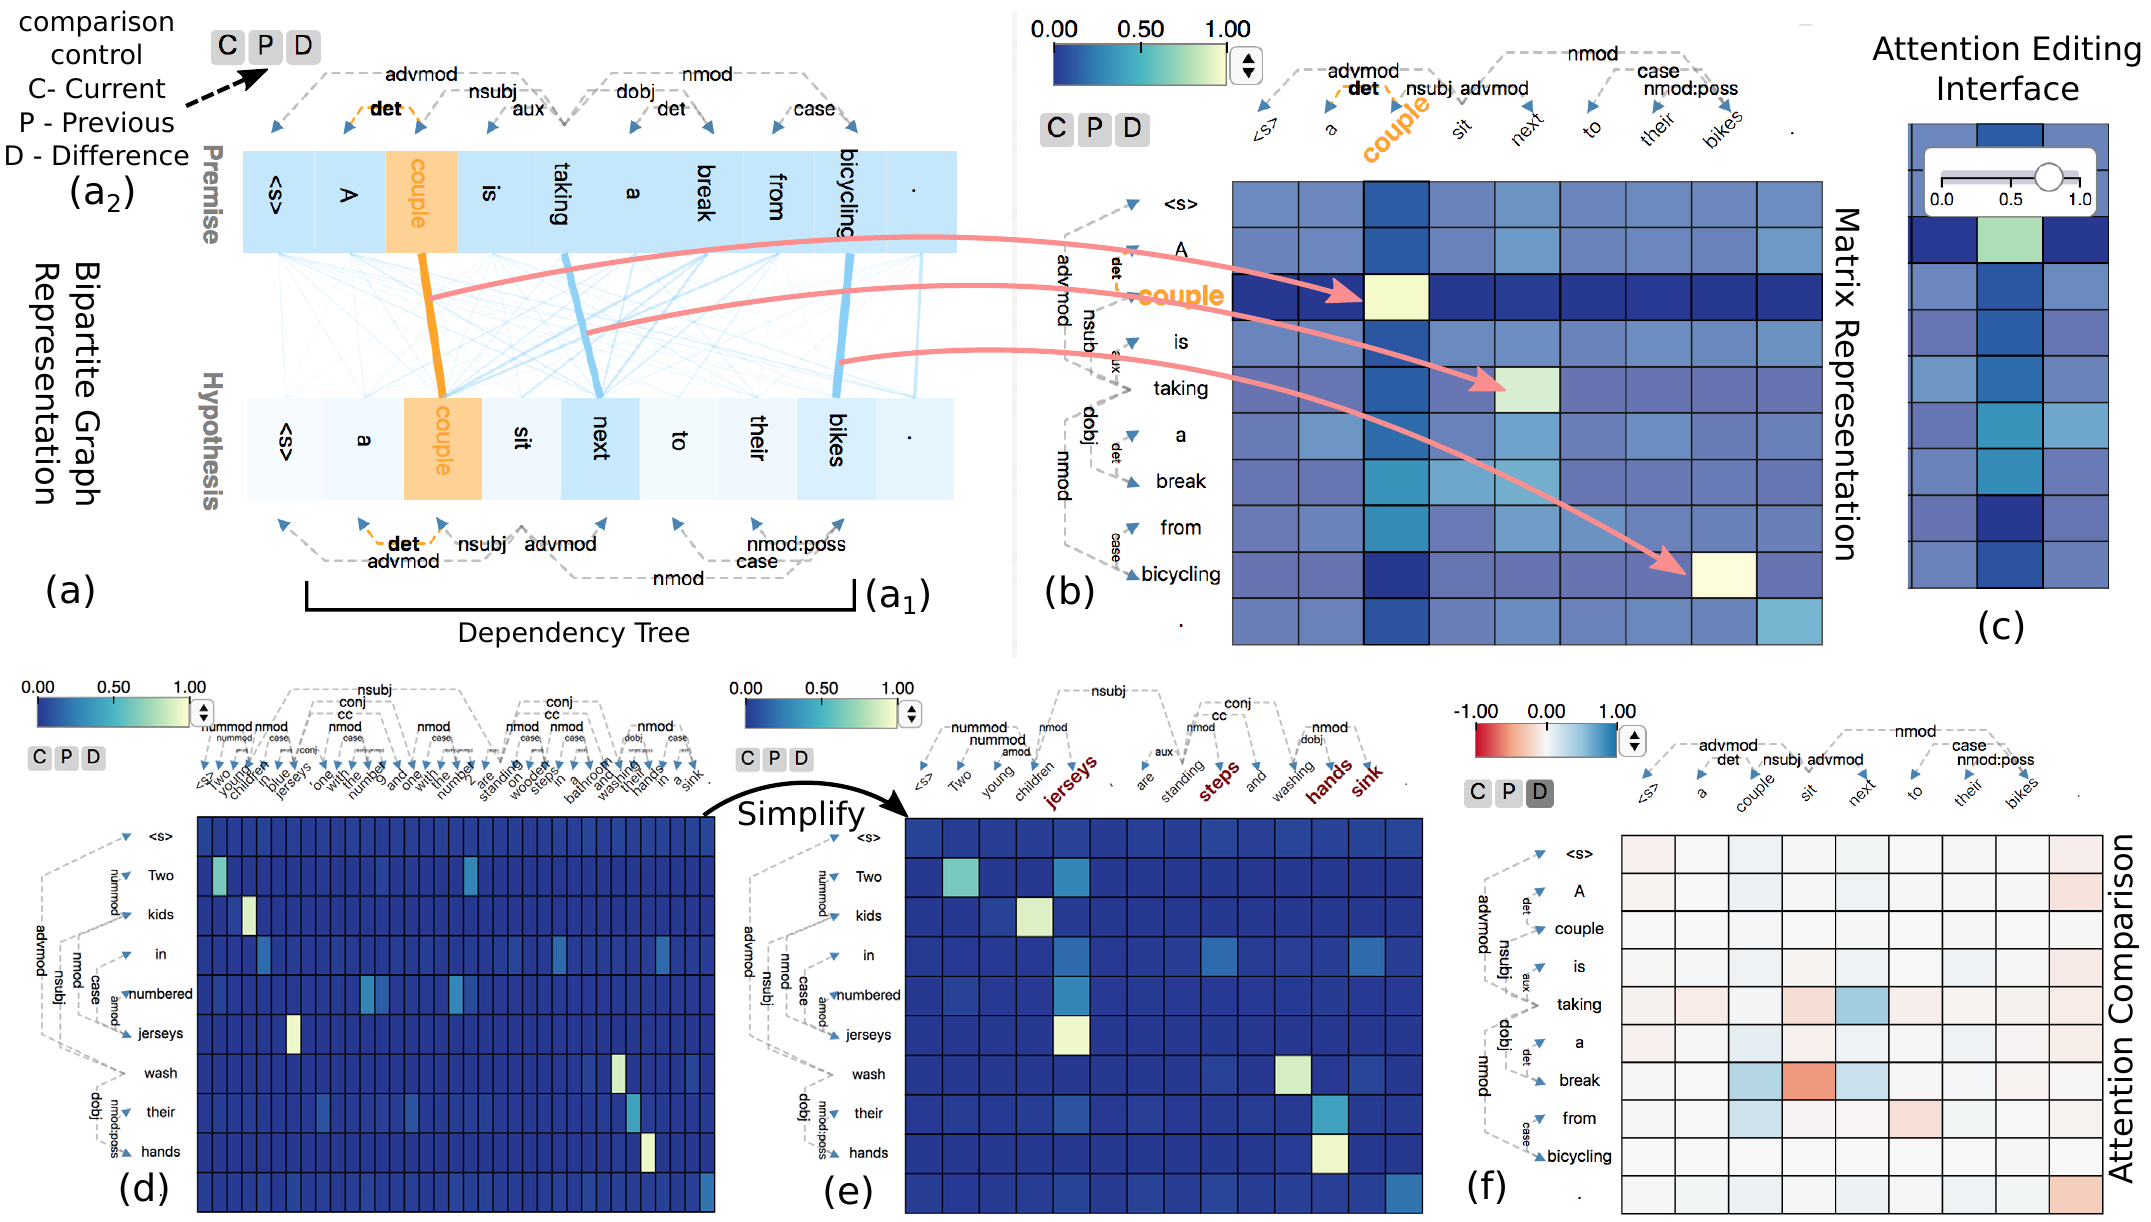 comparison
control
C- Current
P - Previous
D - Difference
(a₂)
C P D
advmod
nmod
nsubj
dobj
det
aux
det
case
Premise
<s> A couple is taking a break from bicycling .
Bipartite Graph
Representation
Hypothesis
<s> a couple sit next to their bikes .
det
nsubj
advmod
nmod:poss
advmod
case
nmod
(a)
(a₁)
Dependency Tree
0.00 0.50 1.00
C P D
nmod
advmod
case
det
nsubj
advmod
nmod:poss
<s> a couple sit next to their bikes .
<s>
A
couple
is
taking
a
break
from
bicycling
.
advmod
det
nsubj
aux
dobj
det
nmod
case
(b)
Matrix Representation
Attention Editing
Interface
0.0 0.5 1.0
(c)
0.00 0.50 1.00
C P D
nsubj
conj
cc
nummod
nmod
nmod
nmod
nummod
case
case
case
conj
conj
cc
nmod
nmod
nmod
case
case
dobj
case
<s> Two young children in blue jerseys , one with the number 9 and one with the number 2 are standing on wooden steps in a bathroom and washing their hands in a sink .
<s>
Two
kids
in
numbered
jerseys
wash
their
hands
.
advmod
nummod
nsubj
nmod
case
amod
dobj
nmod:poss
(d)
Simplify
0.00 0.50 1.00
C P D
nsubj
conj
cc
nummod
nmod
nummod
amod
aux
nmod
nmod
dobj
<s> Two young children jerseys , are standing steps and washing hands sink .
<s>
Two
kids
in
numbered
jerseys
wash
their
hands
advmod
nummod
nsubj
nmod
case
amod
dobj
nmod:poss
(e)
-1.00 0.00 1.00
C P D
nmod
advmod
case
det
nsubj
advmod
nmod:poss
<s> a couple sit next to their bikes .
<s>
A
couple
is
taking
a
break
from
bicycling
.
advmod
det
nsubj
aux
dobj
det
nmod
case
(f)
Attention Comparison